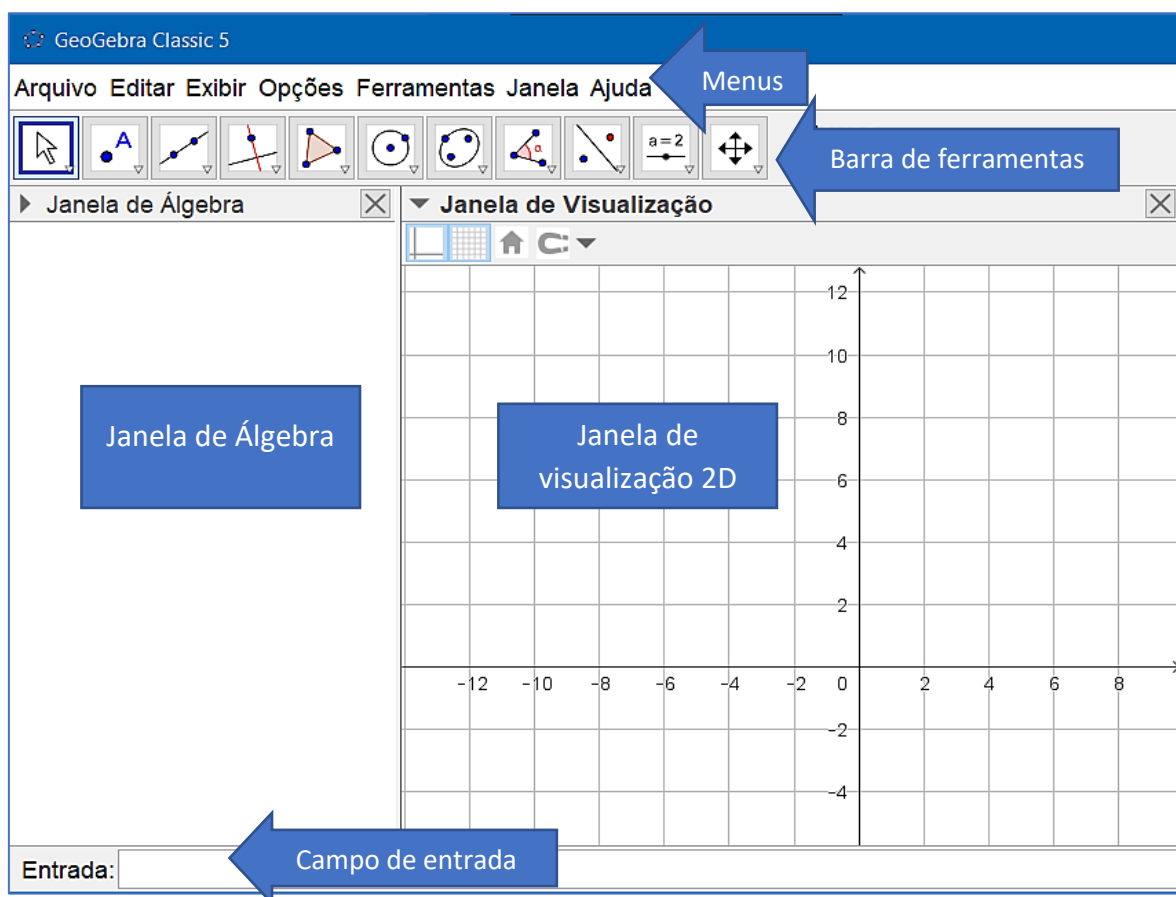 GeoGebra Classic 5
Arquivo Editar Exibir Opções Ferramentas Janela Ajuda
Menus
A
α
a=2
Barra de ferramentas
Janela de Álgebra
Janela de Visualização
12
10
8
6
4
2
-12 -10 -8 -6 -4 -2 0 2 4 6 8
-2
-4
Janela de Álgebra
Janela de
visualização 2D
Entrada:
Campo de entrada